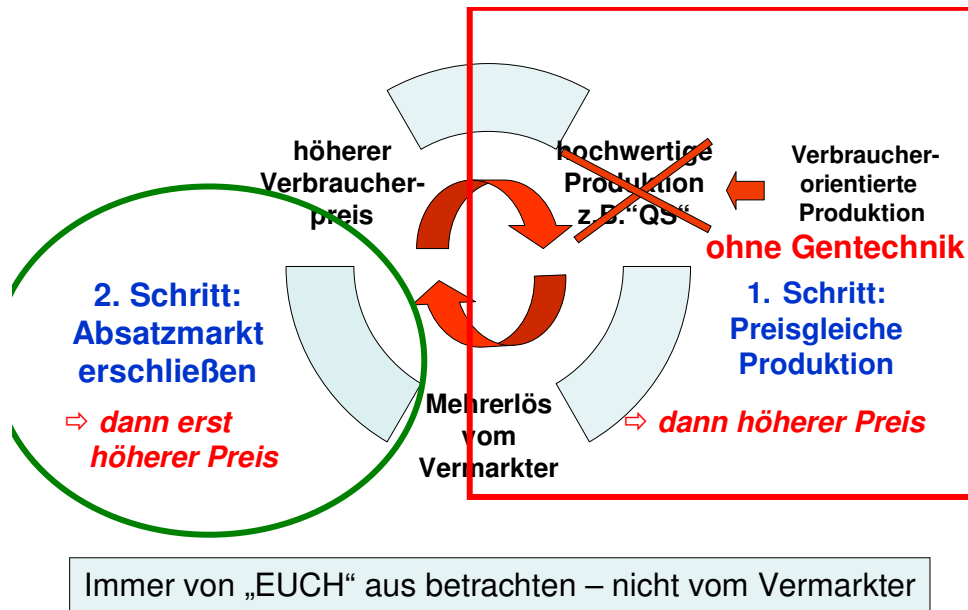 höherer
Verbraucher-
preis
hochwertige
Produktion
z.B.“QS“
Verbraucher-
orientierte
Produktion
ohne Gentechnik
2. Schritt:
Absatzmarkt
erschließen
⇨ dann erst
höherer Preis
1. Schritt:
Preisgleiche
Produktion
⇨ dann höherer Preis
Mehrerlös
vom
Vermarkter
Immer von „EUCH“ aus betrachten – nicht vom Vermarkter